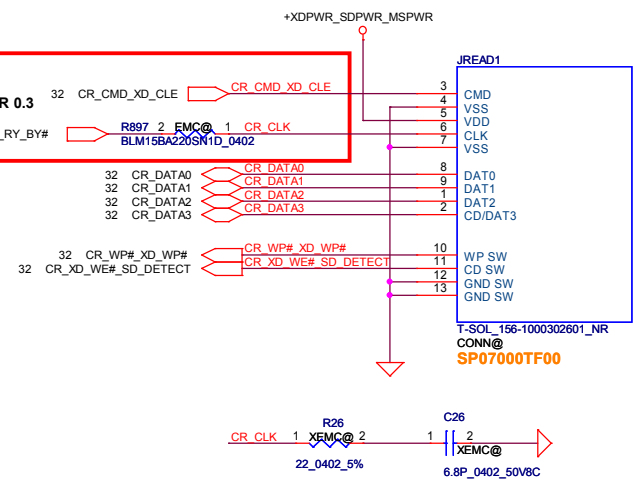 +XDPWR_SDPWR_MSPWR
JREAD1
R 0.3
32 CR_CMD_XD_CLE CR_CMD_XD_CLE 3 CMD
4 VSS
5 VDD
_RY_BY# R897 2 EMC@ 1 CR_CLK 6 CLK
BLM15BA220SN1D_0402
7 VSS
32 CR_DATA0 CR_DATA0 8 DAT0
32 CR_DATA1 CR_DATA1 9 DAT1
32 CR_DATA2 CR_DATA2 1 DAT2
32 CR_DATA3 CR_DATA3 2 CD/DAT3
32 CR_WP#_XD_WP# CR_WP#_XD_WP# 10 WP SW
32 CR_XD_WE#_SD_DETECT CR_XD_WE#_SD_DETECT 11 CD SW
12 GND SW
13 GND SW
T-SOL_156-1000302601_NR
CONN@
SP07000TF00
R26 C26
CR_CLK 1 XEMC@ 2 1 2
XEMC@
22_0402_5% 6.8P_0402_50V8C